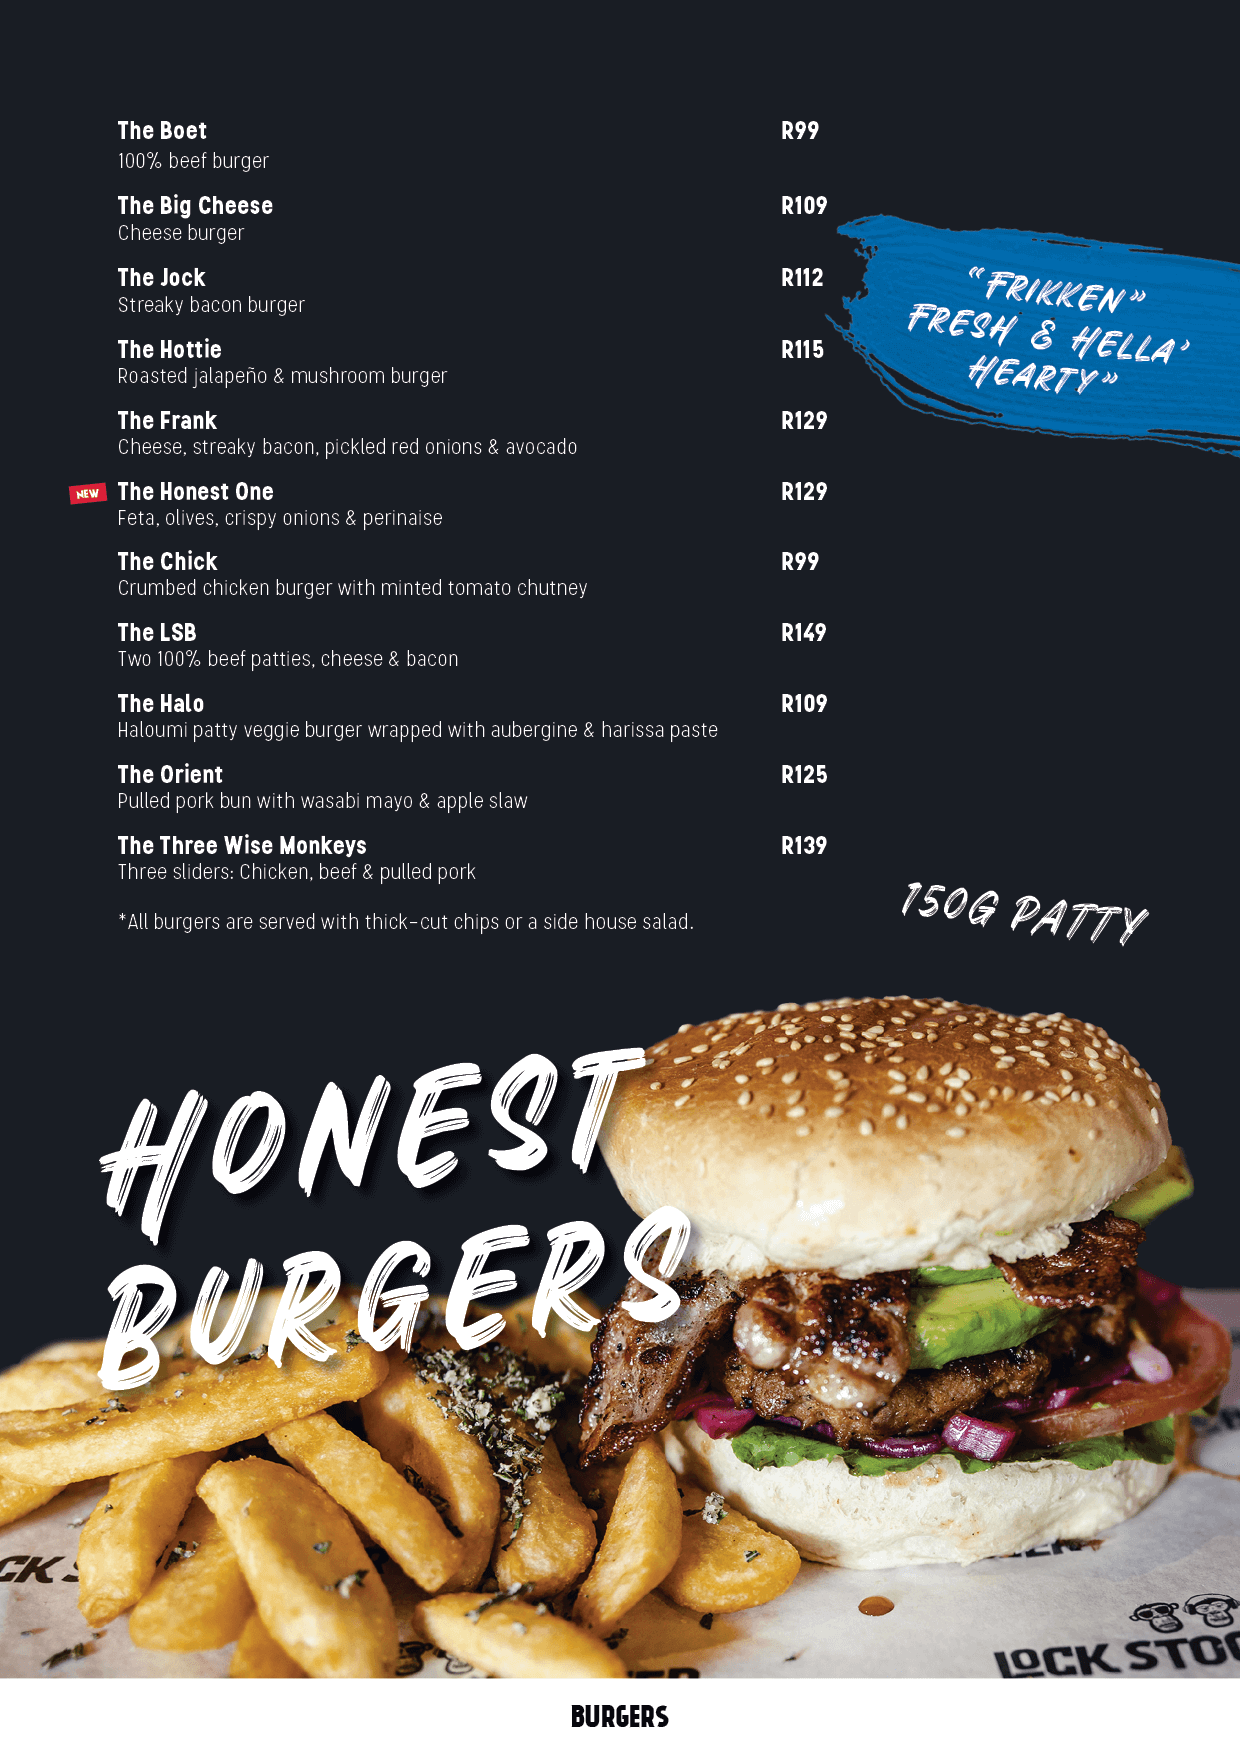 The Boet R99
100% beef burger
The Big Cheese R109
Cheese burger
The Jock R112
Streaky bacon burger
The Hottie R115
Roasted jalapeño & mushroom burger
The Frank R129
Cheese, streaky bacon, pickled red onions & avocado
NEW The Honest One R129
Feta, olives, crispy onions & perinaise
The Chick R99
Crumbed chicken burger with minted tomato chutney
The LSB R149
Two 100% beef patties, cheese & bacon
The Halo R109
Haloumi patty veggie burger wrapped with aubergine & harissa paste
The Orient R125
Pulled pork bun with wasabi mayo & apple slaw
The Three Wise Monkeys R139
Three sliders: Chicken, beef & pulled pork
*All burgers are served with thick-cut chips or a side house salad.
"FRIKKEN"
FRESH & HELLA'
HEARTY"
150G PATTY
HONEST
BURGERS
LOCK STOC
BURGERS